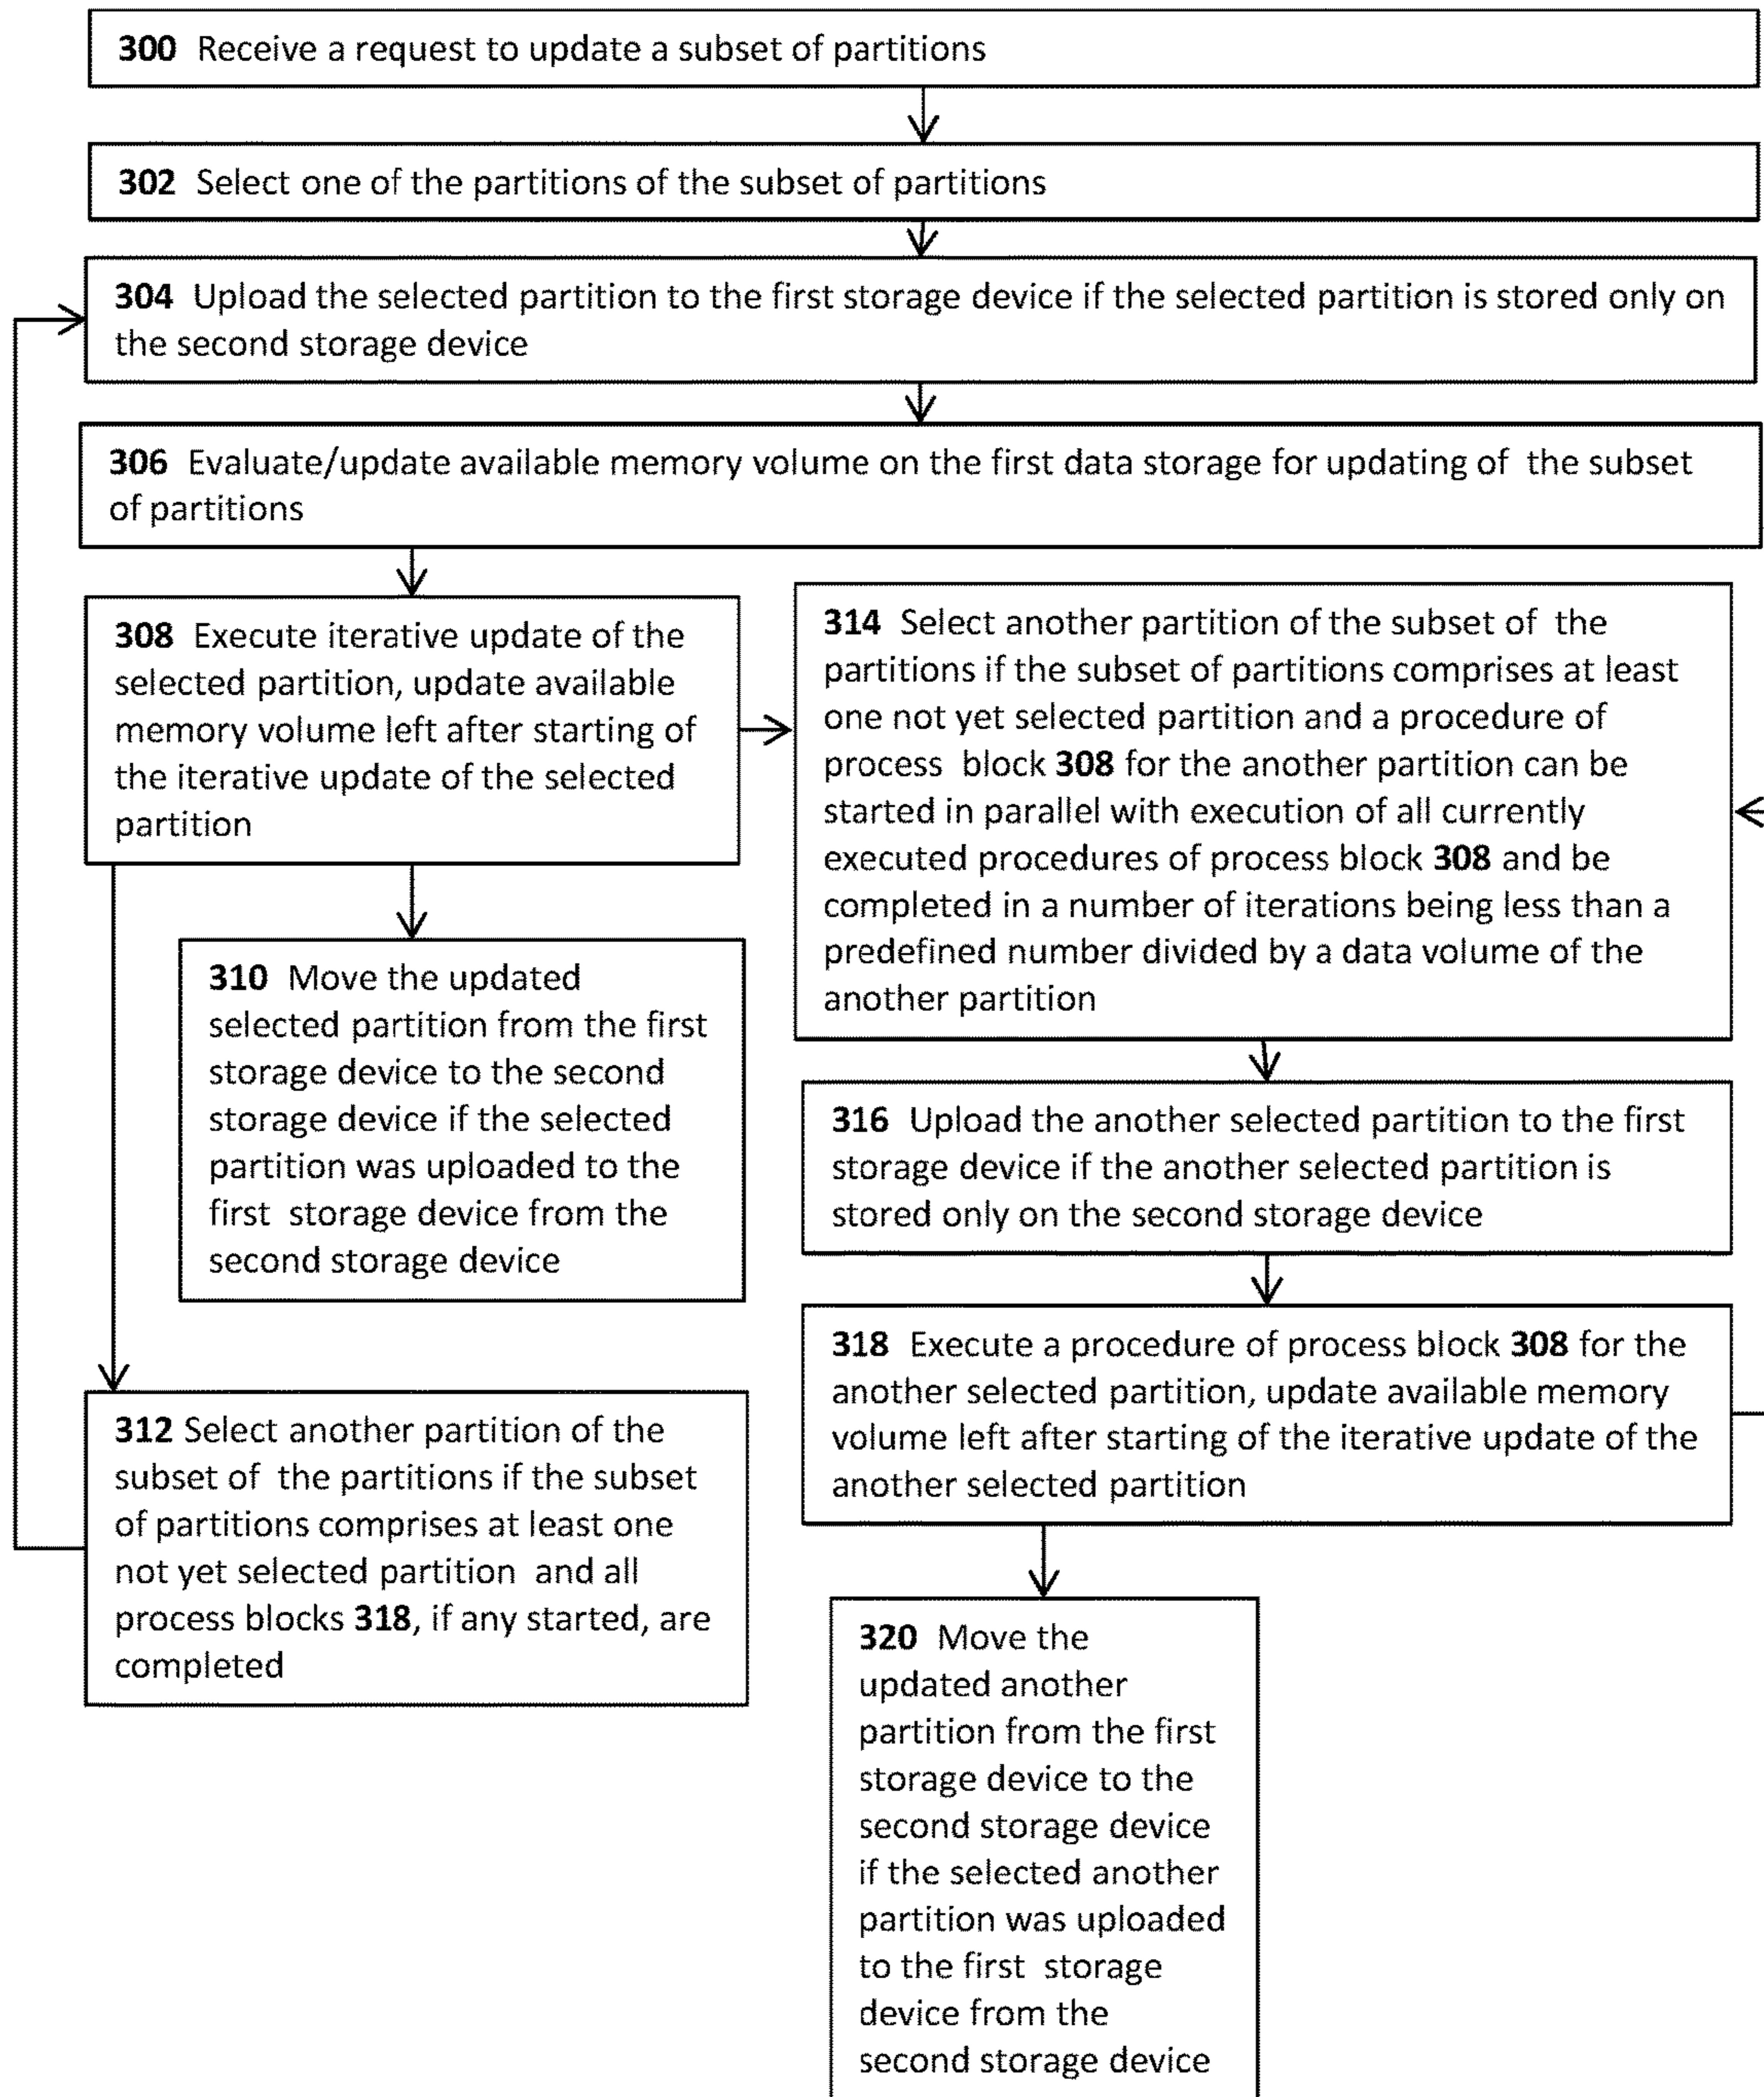 300 Receive a request to update a subset of partitions
302 Select one of the partitions of the subset of partitions
304 Upload the selected partition to the first storage device if the selected partition is stored only on
the second storage device
306 Evaluate/update available memory volume on the first data storage for updating of the subset
of partitions
308 Execute iterative update of the
selected partition, update available
memory volume left after starting of
the iterative update of the selected
partition
310 Move the updated
selected partition from the first
storage device to the second
storage device if the selected
partition was uploaded to the
first storage device from the
second storage device
312 Select another partition of the
subset of the partitions if the subset
of partitions comprises at least one
not yet selected partition and all
process blocks 318, if any started, are
completed
314 Select another partition of the subset of the
partitions if the subset of partitions comprises at least
one not yet selected partition and a procedure of
process block 308 for the another partition can be
started in parallel with execution of all currently
executed procedures of process block 308 and be
completed in a number of iterations being less than a
predefined number divided by a data volume of the
another partition
316 Upload the another selected partition to the first
storage device if the another selected partition is
stored only on the second storage device
318 Execute a procedure of process block 308 for the
another selected partition, update available memory
volume left after starting of the iterative update of the
another selected partition
320 Move the
updated another
partition from the first
storage device to the
second storage device
if the selected another
partition was uploaded
to the first storage
device from the
second storage device